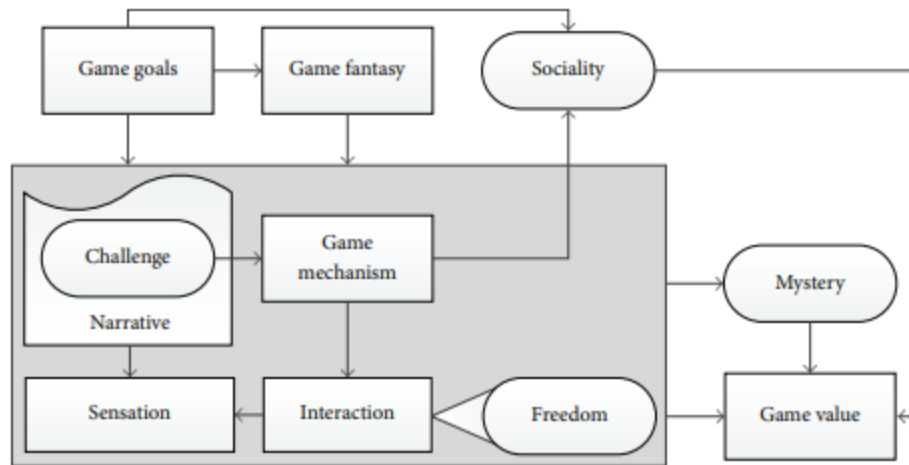 Game goals
Game fantasy
Sociality
Challenge
Game
mechanism
Narrative
Mystery
Sensation
Interaction
Freedom
Game value